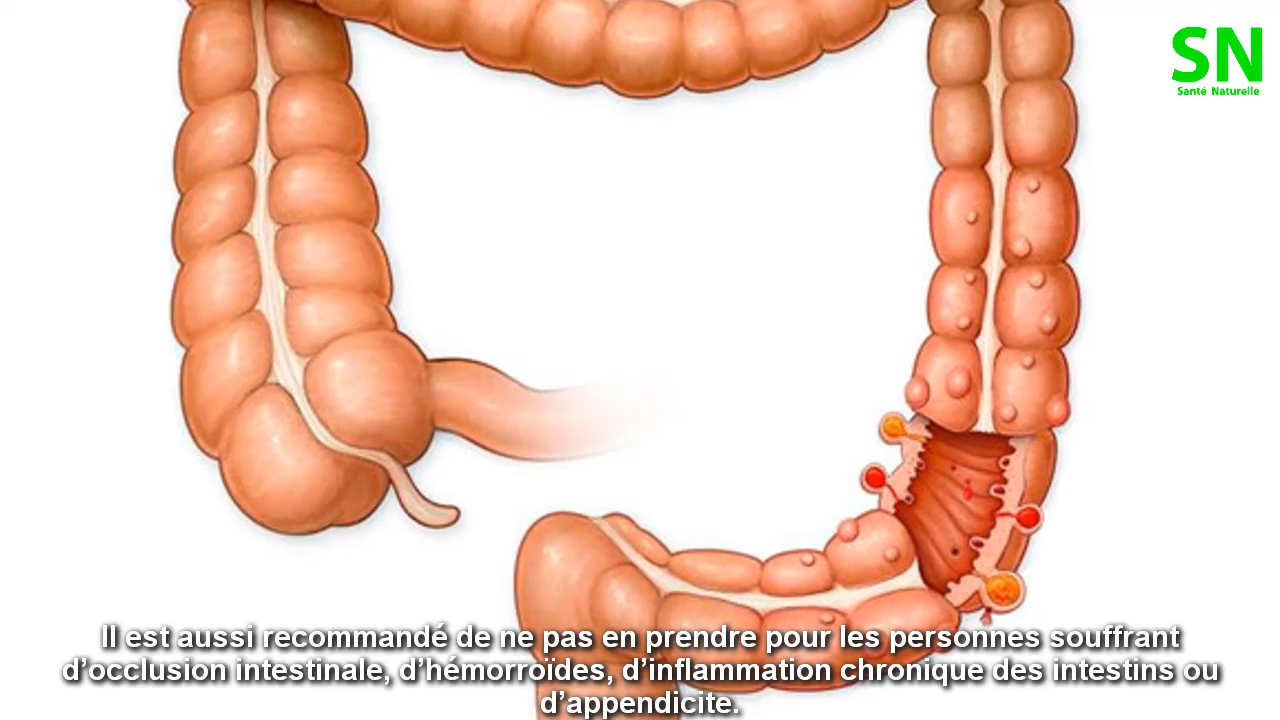 SN
Santé Naturelle
Il est aussi recommandé de ne pas en prendre pour les personnes souffrant
d’occlusion intestinale, d’hémorroïdes, d’inflammation chronique des intestins ou
d’appendicite.